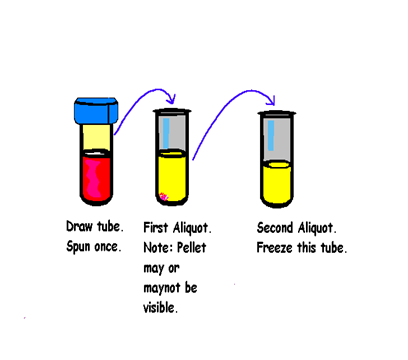 Draw tube.
Spun once.
First Aliquot.
Note: Pellet
may or
maynot be
visible.
Second Aliquot.
Freeze this tube.